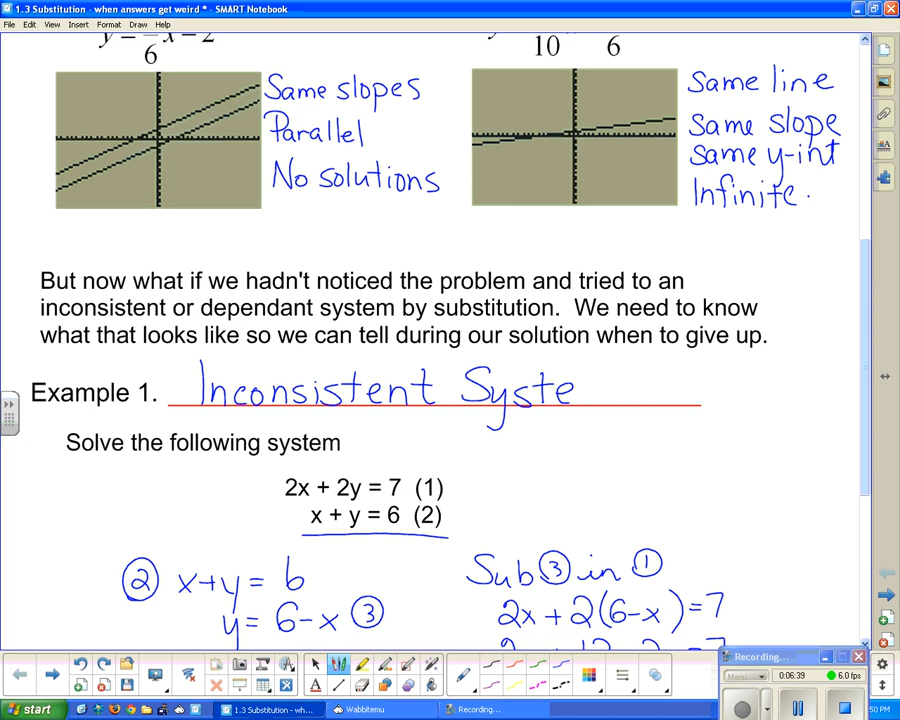 1.3 Substitution - when answers get weird * - SMART Notebook
File Edit View Insert Format Draw Help
6
10 6
Same slopes
Parallel
No solutions
Same line
Same slope
Same y-int
Infinite
But now what if we hadn't noticed the problem and tried to an
inconsistent or dependant system by substitution. We need to know
what that looks like so we can tell during our solution when to give up.
Example 1. Inconsistent Syste
Solve the following system
2x + 2y = 7 (1)
x + y = 6 (2)
② x+y = 6
y = 6-x ③
Sub ③ in ①
2x + 2(6-x) = 7
Recording...
Menu
0:06:39 6.0 fps
start 1.3 Substitution - whe... Wabbitemu Recording... :50 PM